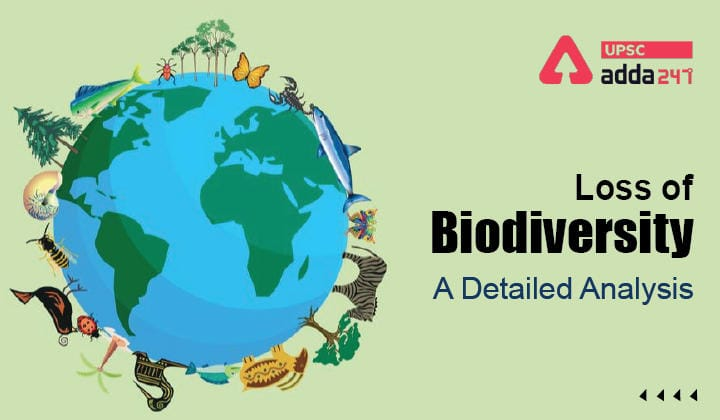 UPSC
adda247
Loss of
Biodiversity
A Detailed Analysis